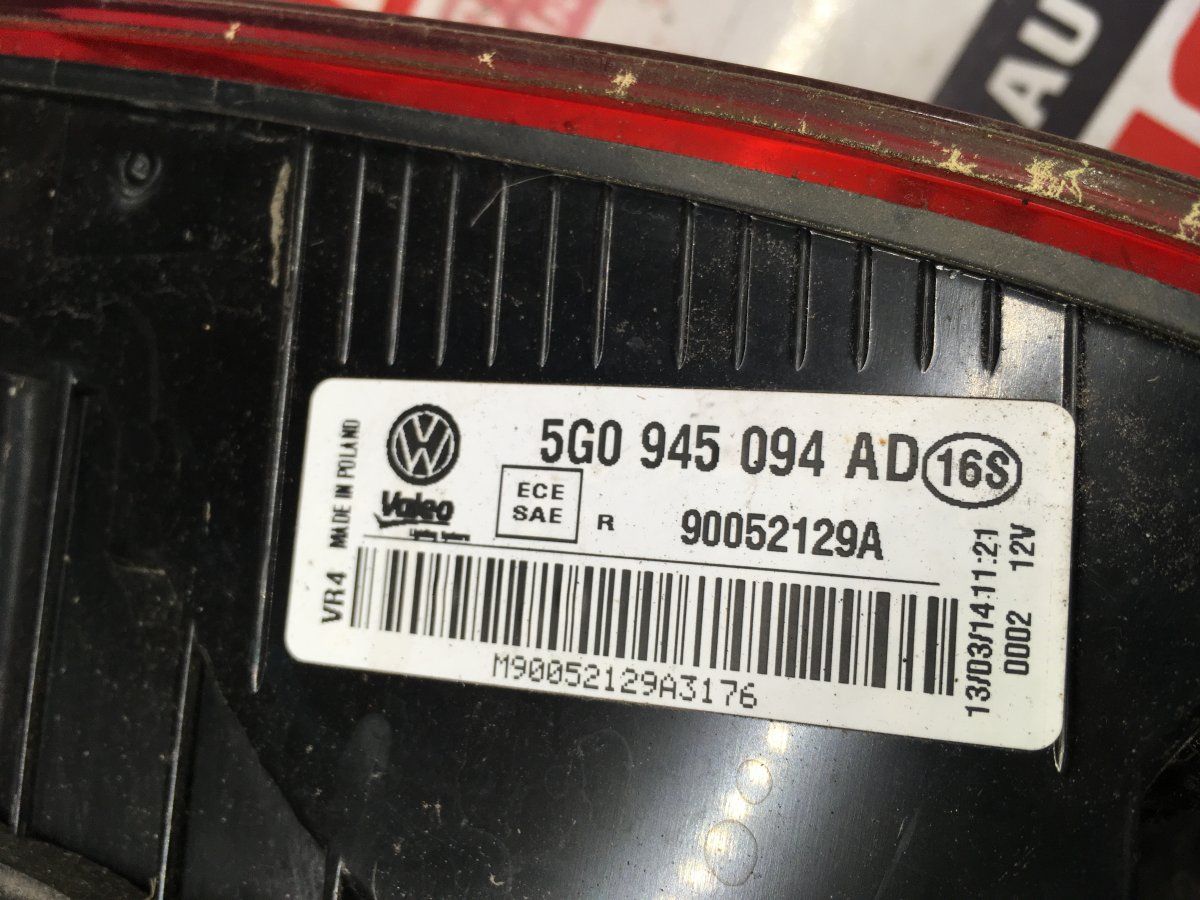 AU
MADE IN POLAND
VR4
5G0 945 094 AD 16S
Valeo
ECE
SAE
R
90052129A
M90052129A3176
13/03/14 11:21
0002 12V